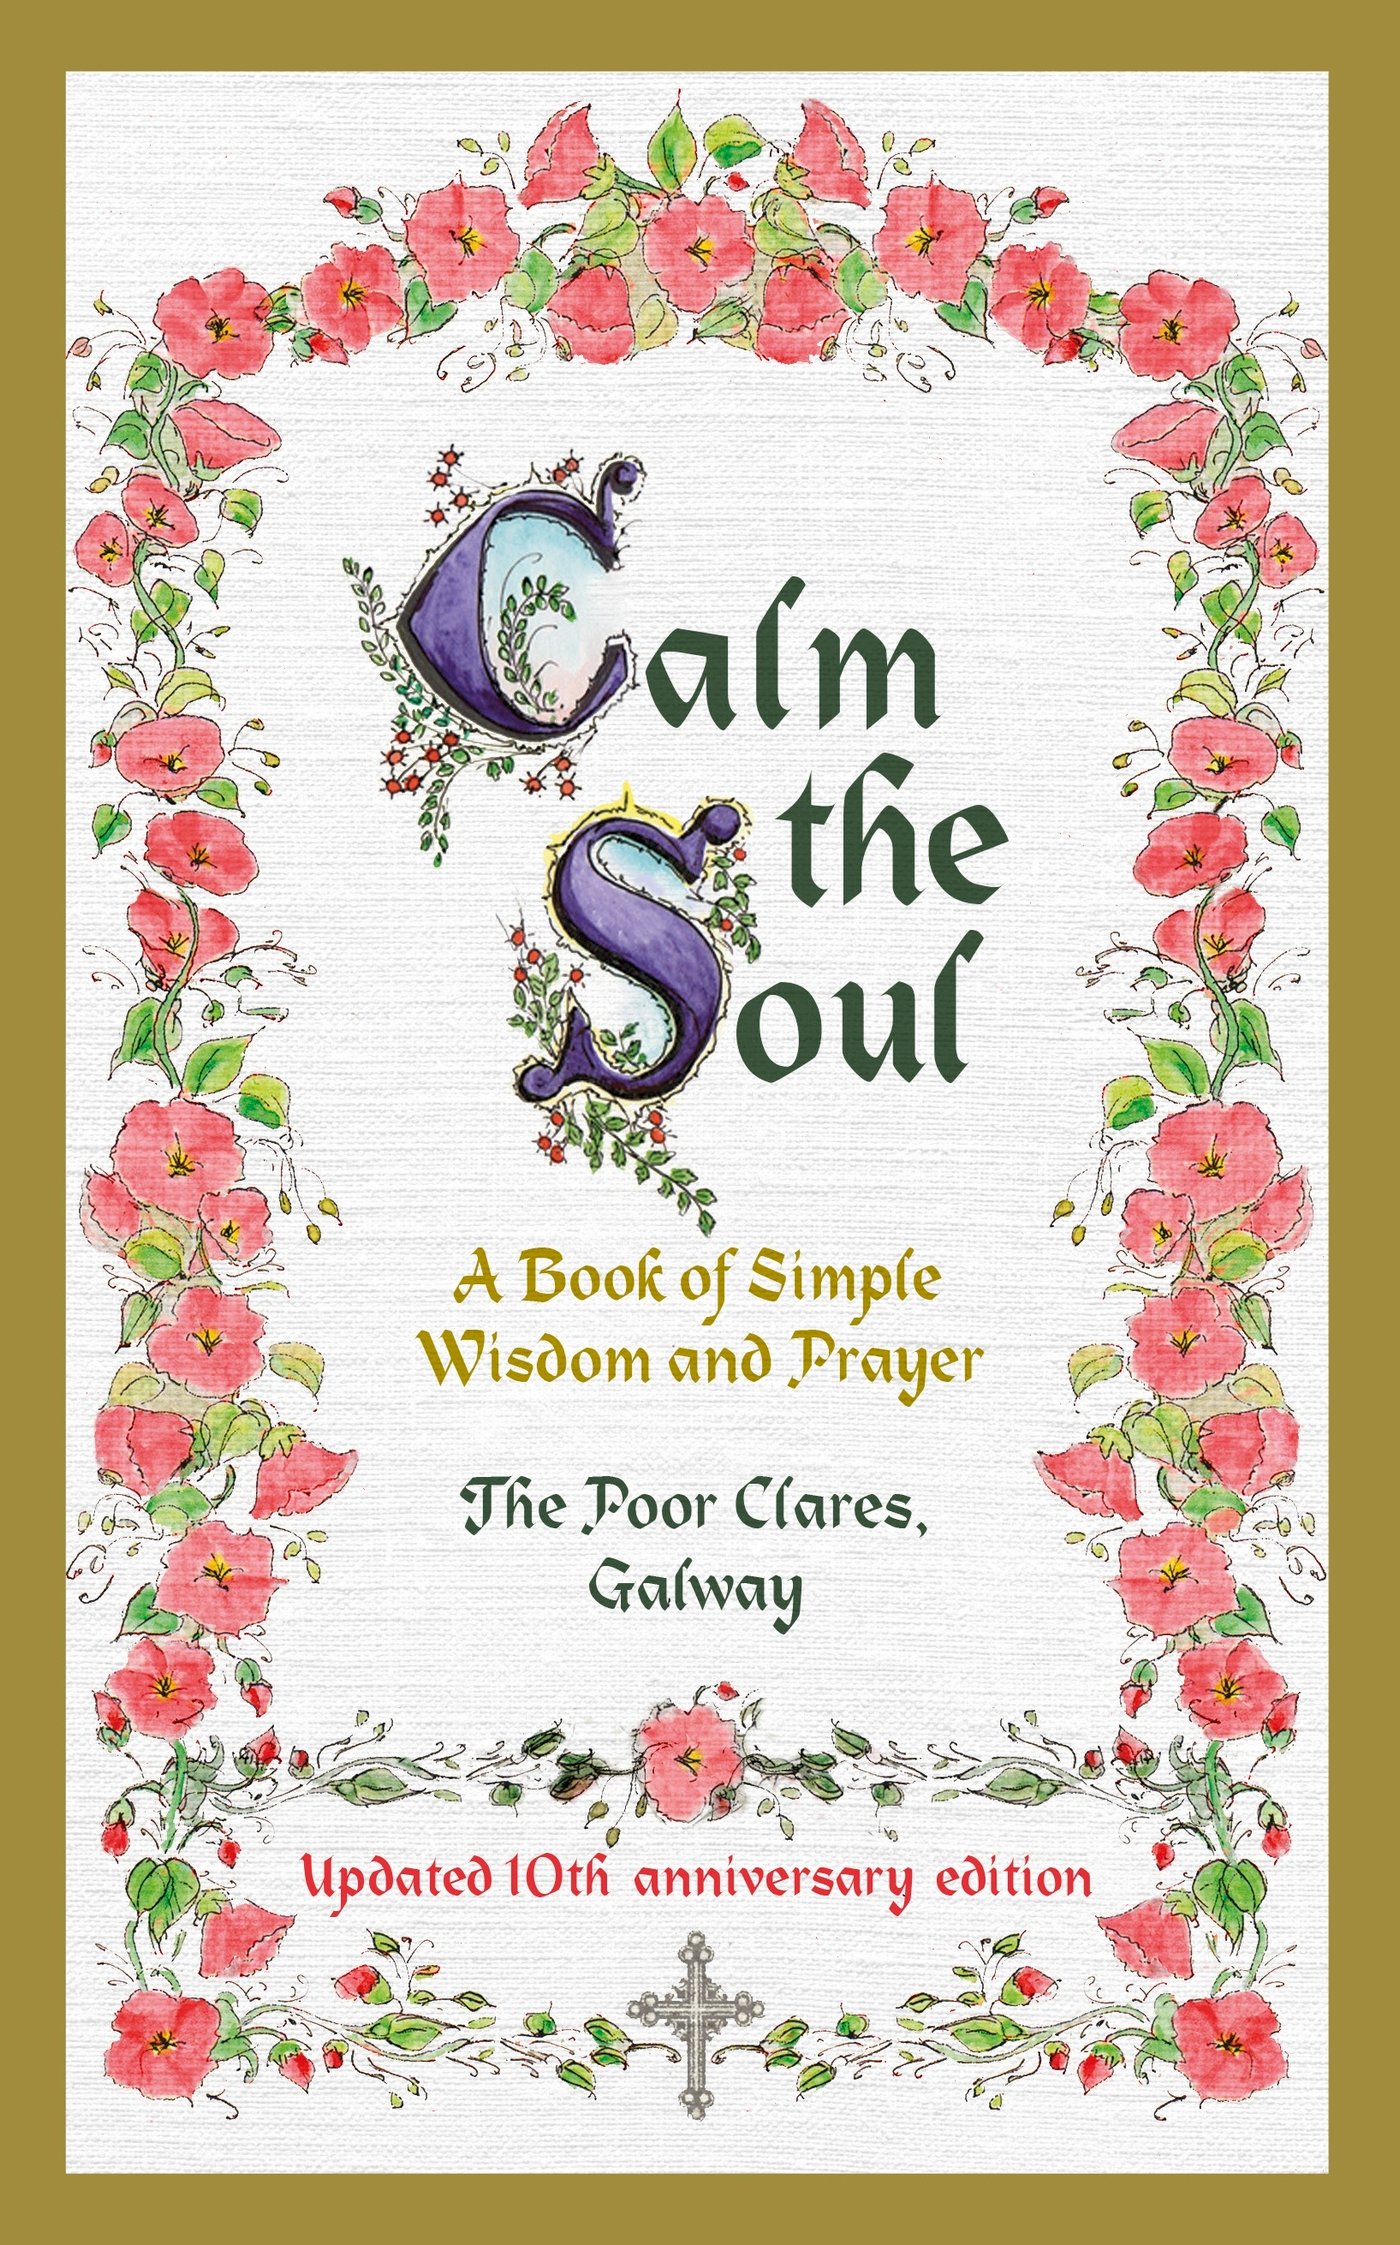 Calm
the
Soul
A Book of Simple
Wisdom and Prayer
The Poor Clares,
Galway
Updated 10th anniversary edition